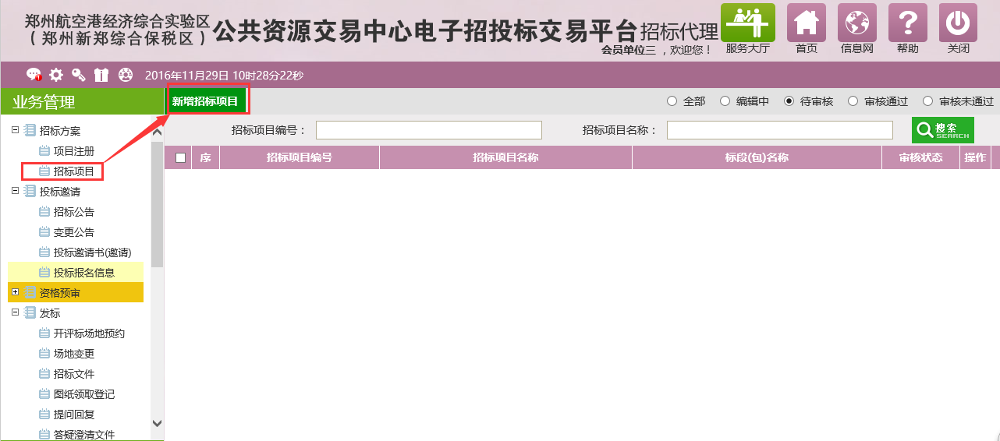 郑州航空港经济综合实验区
（郑州新郑综合保税区）
公共资源交易中心电子招投标交易平台
招标代理
会员单位三 ，欢迎您！
服务大厅
首页
信息网
帮助
关闭
2016年11月29日 10时28分22秒
业务管理
新增招标项目
全部
编辑中
待审核
审核通过
审核未通过
招标方案
项目注册
招标项目
投标邀请
招标公告
变更公告
投标邀请书(邀请)
投标报名信息
资格预审
发标
开评标场地预约
场地变更
招标文件
图纸领取登记
提问回复
答疑澄清文件
招标项目编号：
招标项目名称：
搜索
SEARCH
序
招标项目编号
招标项目名称
标段(包)名称
审核状态
操作